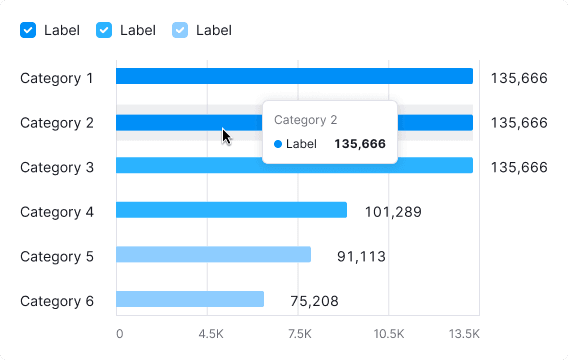 Label Label Label
Category 1 135,666
Category 2 135,666
Category 2
Label 135,666
Category 3 135,666
Category 4 101,289
Category 5 91,113
Category 6 75,208
0 4.5K 7.5K 10.5K 13.5K